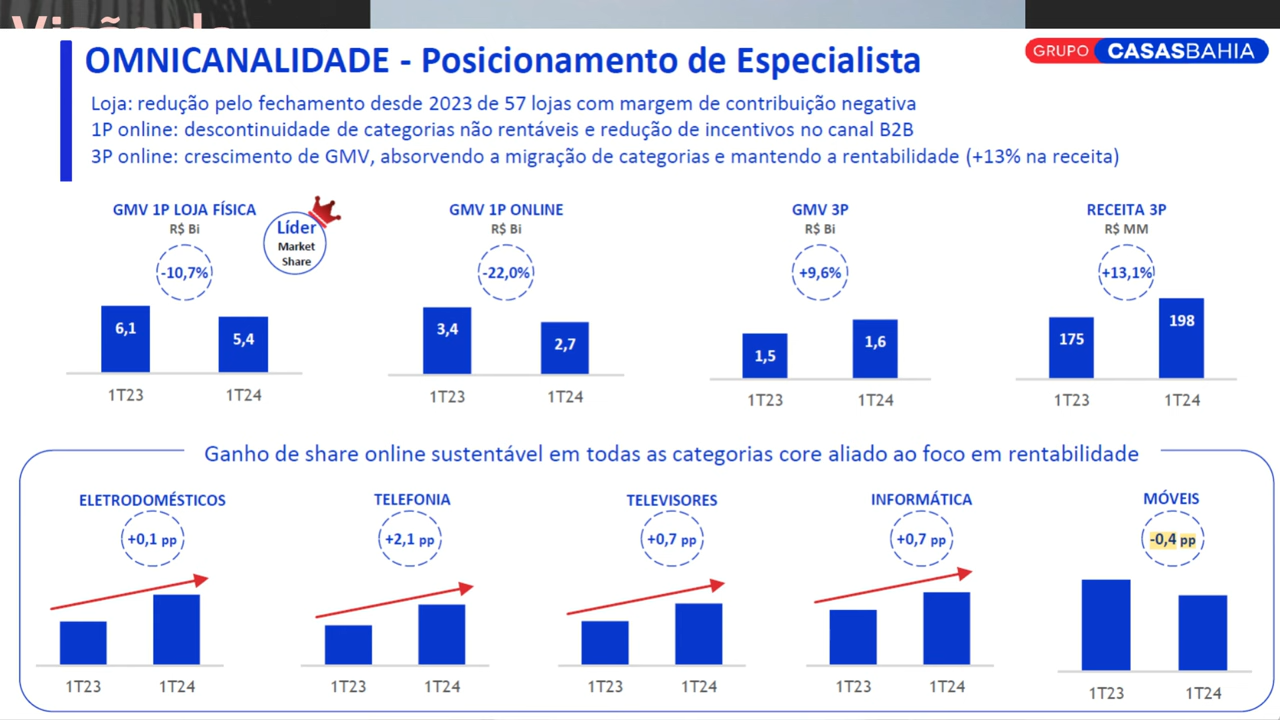 Visão da
OMNICANALIDADE - Posicionamento de Especialista
GRUPO CASASBAHIA
Loja: redução pelo fechamento desde 2023 de 57 lojas com margem de contribuição negativa
1P online: descontinuidade de categorias não rentáveis e redução de incentivos no canal B2B
3P online: crescimento de GMV, absorvendo a migração de categorias e mantendo a rentabilidade (+13% na receita)
GMV 1P LOJA FÍSICA
R$ Bi
-10,7%
Líder
Market
Share
6,1
5,4
1T23
1T24
GMV 1P ONLINE
R$ Bi
-22,0%
3,4
2,7
1T23
1T24
GMV 3P
R$ Bi
+9,6%
1,5
1,6
1T23
1T24
RECEITA 3P
R$ MM
+13,1%
175
198
1T23
1T24
Ganho de share online sustentável em todas as categorias core aliado ao foco em rentabilidade
ELETRODOMÉSTICOS
+0,1 pp
1T23
1T24
TELEFONIA
+2,1 pp
1T23
1T24
TELEVISORES
+0,7 pp
1T23
1T24
INFORMÁTICA
+0,7 pp
1T23
1T24
MÓVEIS
-0,4 pp
1T23
1T24